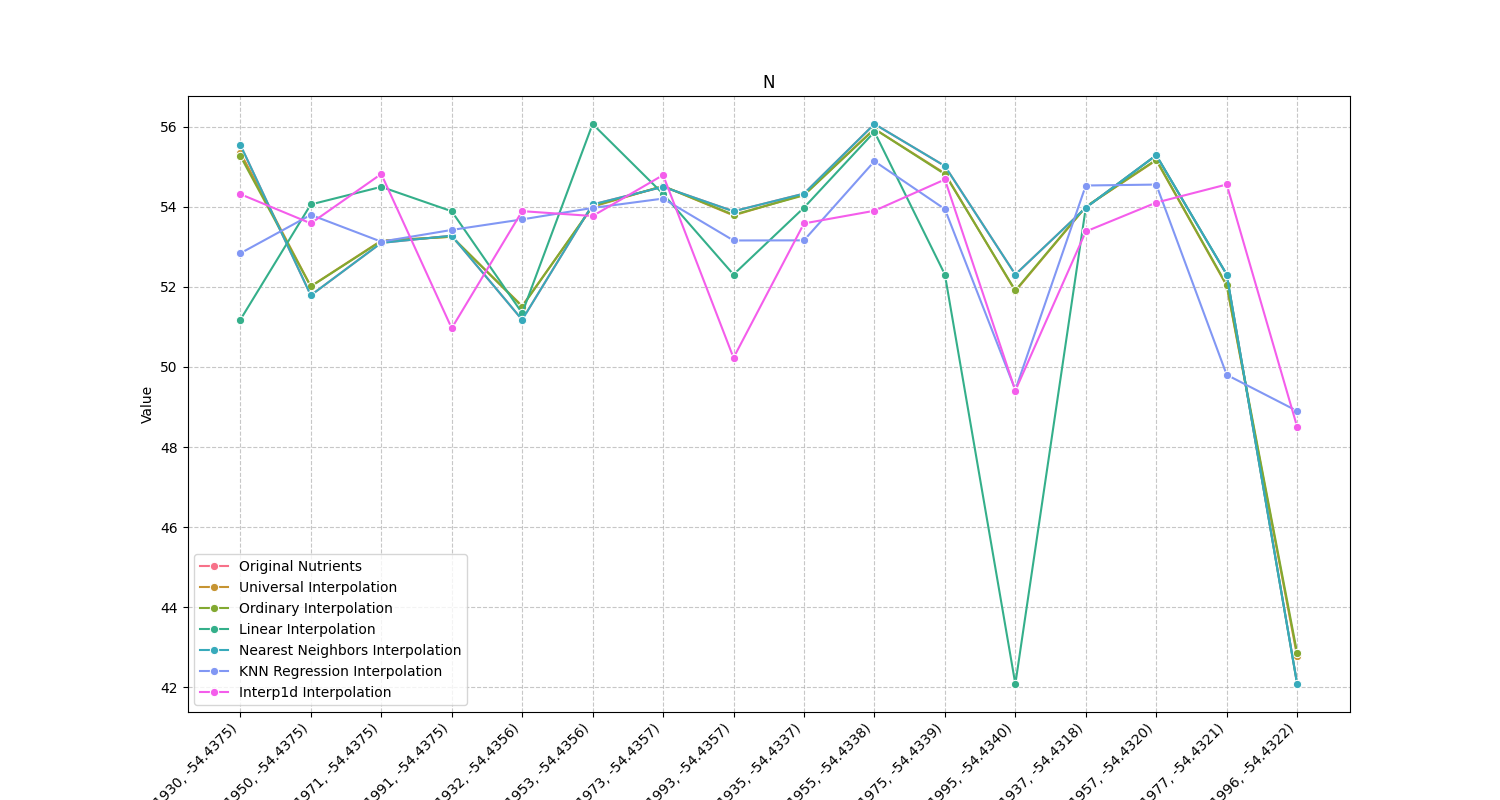 N
Value
56
54
52
50
48
46
44
42
Original Nutrients
Universal Interpolation
Ordinary Interpolation
Linear Interpolation
Nearest Neighbors Interpolation
KNN Regression Interpolation
Interp1d Interpolation
1930, -54.4375)
1950, -54.4375)
1971, -54.4375)
1991, -54.4375)
1932, -54.4356)
1953, -54.4356)
1973, -54.4357)
1993, -54.4357)
1935, -54.4337)
1955, -54.4338)
1975, -54.4339)
1995, -54.4340)
1937, -54.4318)
1957, -54.4320)
1977, -54.4321)
1996, -54.4322)